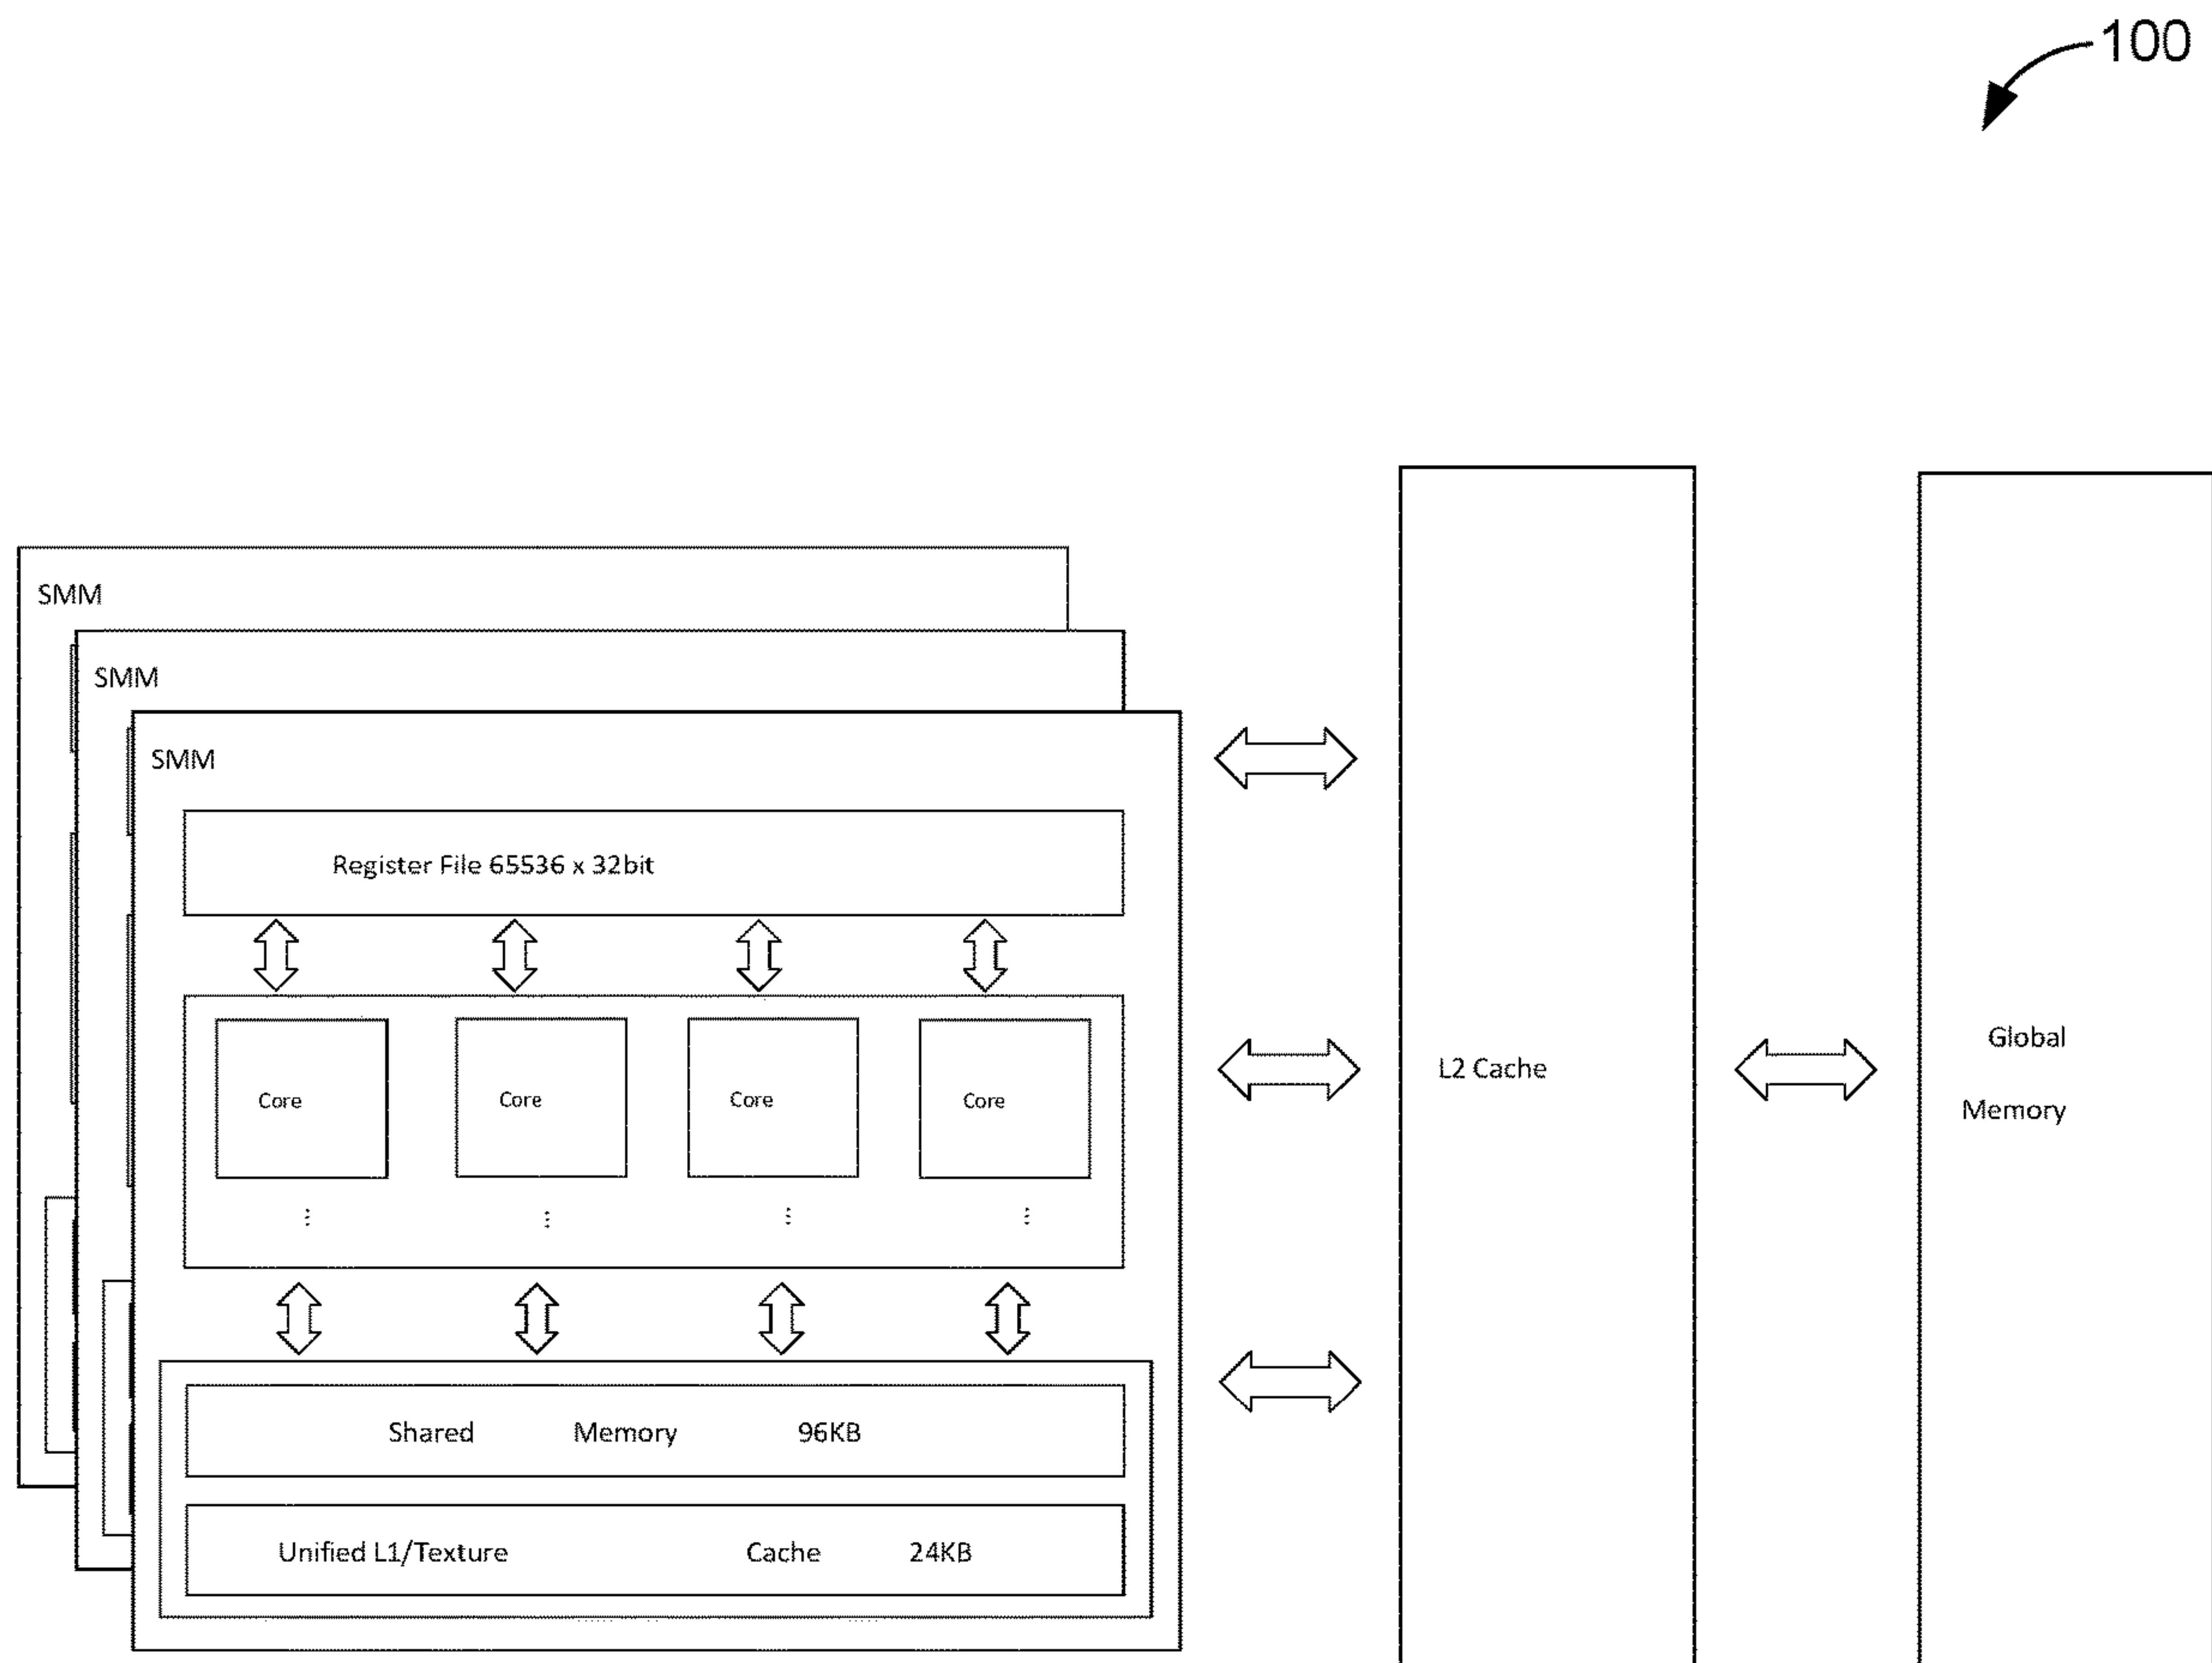 100
SMM
SMM
SMM
Register File 65536 x 32bit
Core Core Core Core
... ... ... ...
Shared Memory 96KB
Unified L1/Texture Cache 24KB
L2 Cache
Global
Memory